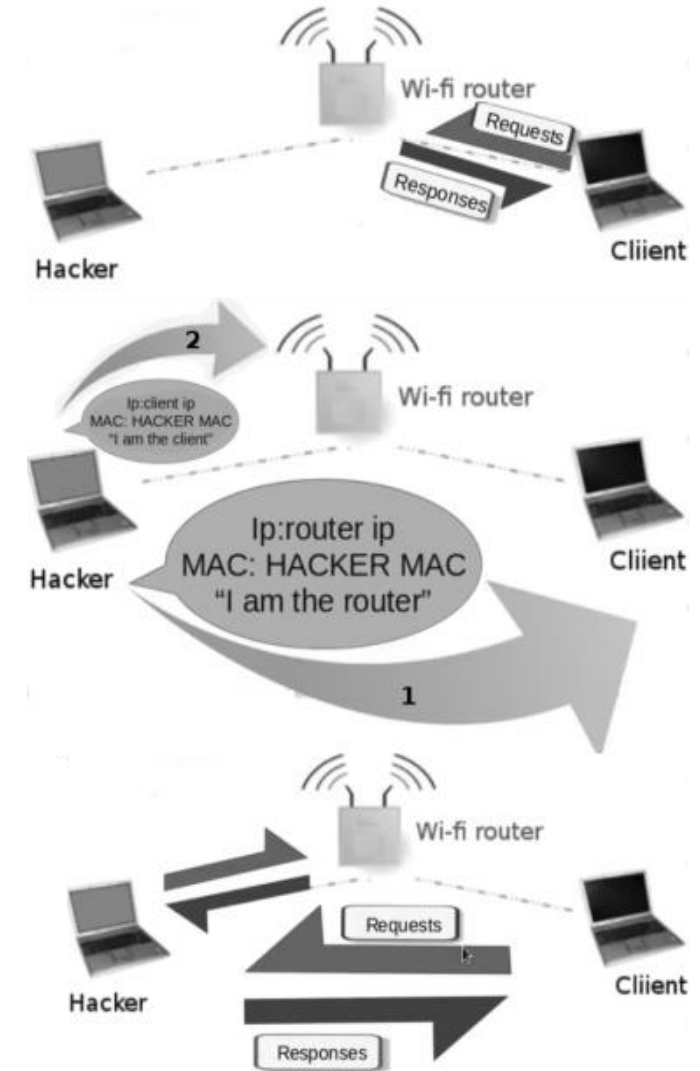 Wi-fi router
Requests
Responses
Hacker
Cliient
2
Ip:client ip
MAC: HACKER MAC
"I am the client"
Wi-fi router
Hacker
Cliient
Ip:router ip
MAC: HACKER MAC
“I am the router”
1
Wi-fi router
Requests
Hacker
Cliient
Responses